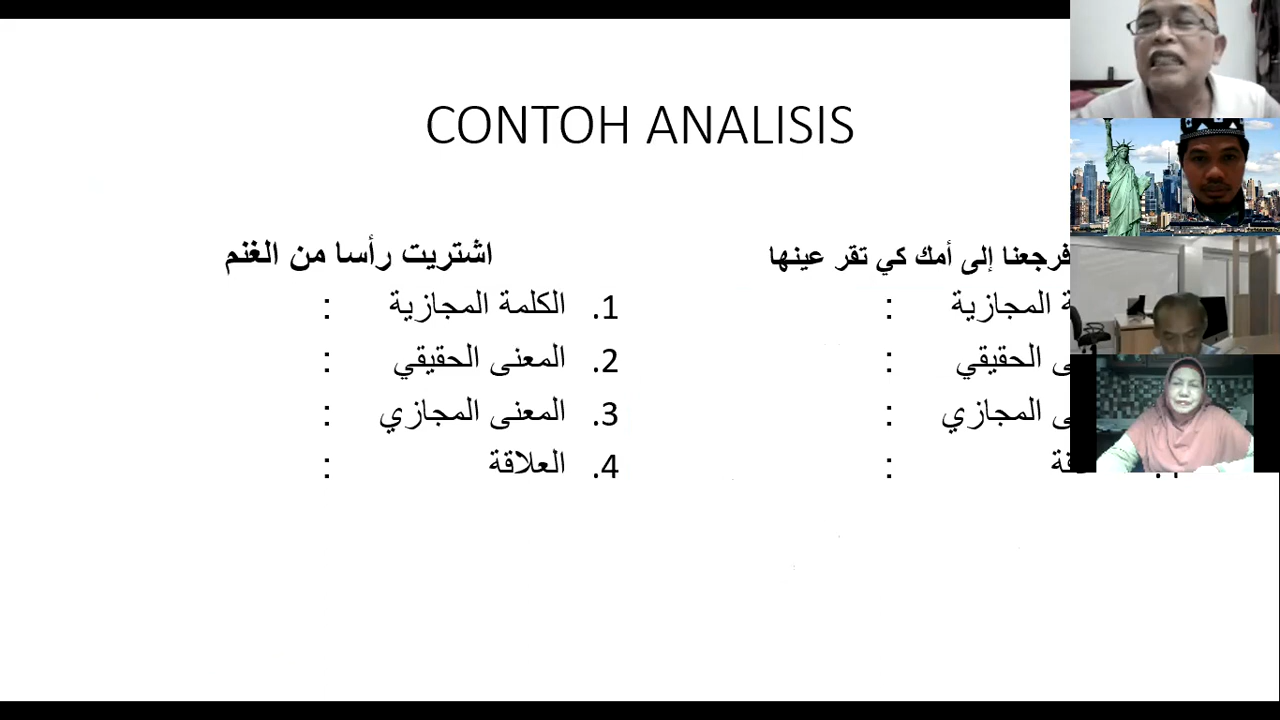 CONTOH ANALISIS
فرجعنا إلى أمك كي تقر عينها
المجازية :
الحقيقي :
المجازي :
:
اشتريت رأسا من الغنم
1. الكلمة المجازية :
2. المعنى الحقيقي :
3. المعنى المجازي :
4. العلاقة :